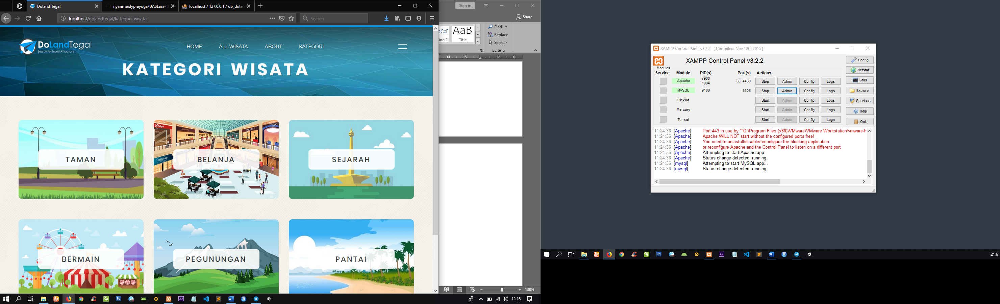 Doland Tegal
riyanmeidyprayoga/UASLara-1
localhost / 127.0.0.1 / db_dolan
localhost/dolandtegal/kategori-wisata
Search
DoLandTegal
Search For Tourist Attractions
HOME
ALL WISATA
ABOUT
KATEGORI
KATEGORI WISATA
TAMAN
BELANJA
SEJARAH
BERMAIN
PEGUNUNGAN
PANTAI
12:16
Sign in
Share
AaB
ing 2
Title
Find
Replace
Select
Editing
14 15 17 18
130%
XAMPP Control Panel v3.2.2 [ Compiled: Nov 12th 2015 ]
XAMPP Control Panel v3.2.2
Modules
Service Module PID(s) Port(s) Actions
Apache 7900 1084 80, 4430 Stop Admin Config Logs
MySQL 9108 3306 Stop Admin Config Logs
FileZilla Start Admin Config Logs
Mercury Start Admin Config Logs
Tomcat Start Admin Config Logs
Config
Netstat
Shell
Explorer
Services
Help
Quit
11:24:36 [Apache] Port 443 in use by ""C:\Program Files (x86)\VMware\VMware Workstation\vmware-h
11:24:36 [Apache] Apache WILL NOT start without the configured ports free!
11:24:36 [Apache] You need to uninstall/disable/reconfigure the blocking application
11:24:36 [Apache] or reconfigure Apache and the Control Panel to listen on a different port
11:24:36 [Apache] Attempting to start Apache app...
11:24:36 [Apache] Status change detected: running
11:24:36 [mysql] Attempting to start MySQL app...
11:24:36 [mysql] Status change detected: running
12:16